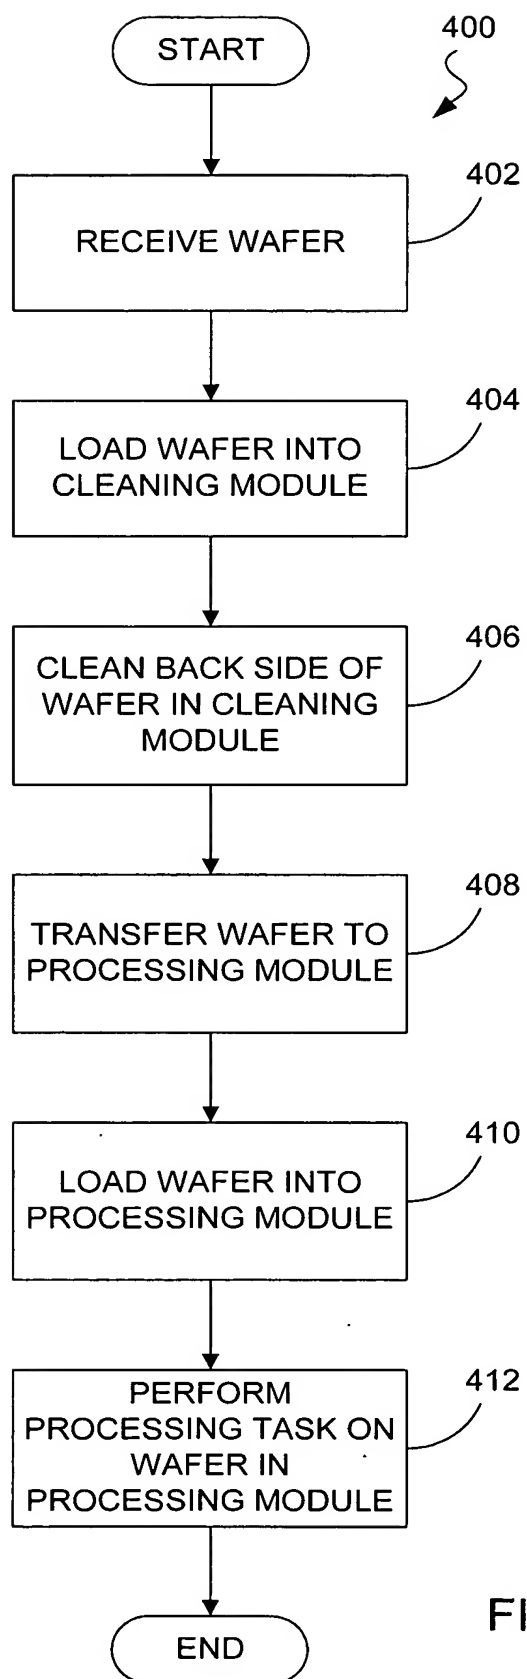 START
400
402
RECEIVE WAFER
404
LOAD WAFER INTO
CLEANING MODULE
406
CLEAN BACK SIDE OF
WAFER IN CLEANING
MODULE
408
TRANSFER WAFER TO
PROCESSING MODULE
410
LOAD WAFER INTO
PROCESSING MODULE
412
PERFORM
PROCESSING TASK ON
WAFER IN
PROCESSING MODULE
END